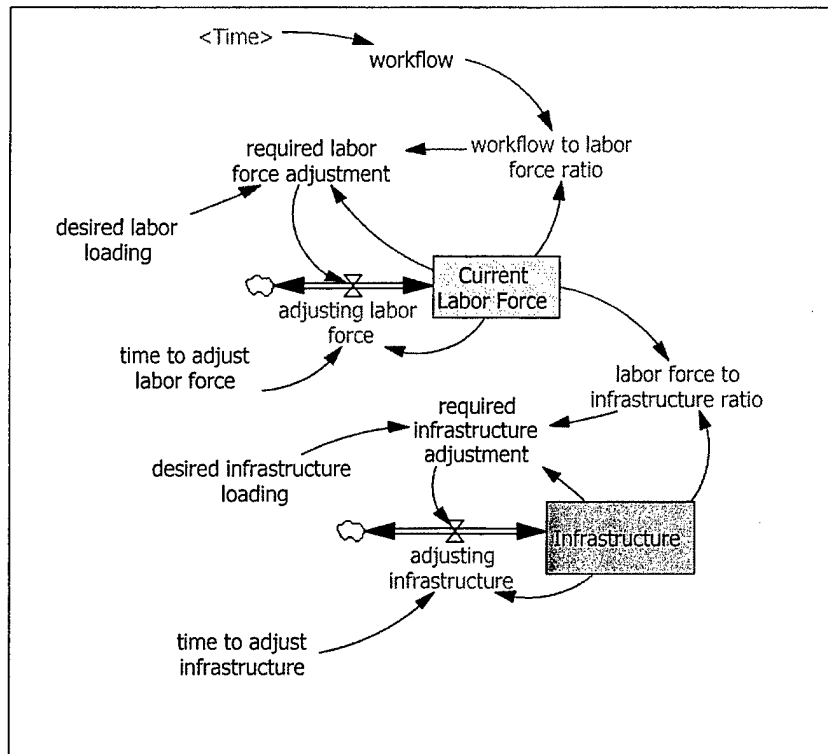 <Time>
workflow
required labor
force adjustment
workflow to labor
force ratio
desired labor
loading
Current
Labor Force
adjusting labor
force
time to adjust
labor force
labor force to
infrastructure ratio
required
infrastructure
adjustment
desired infrastructure
loading
Infrastructure
adjusting
infrastructure
time to adjust
infrastructure